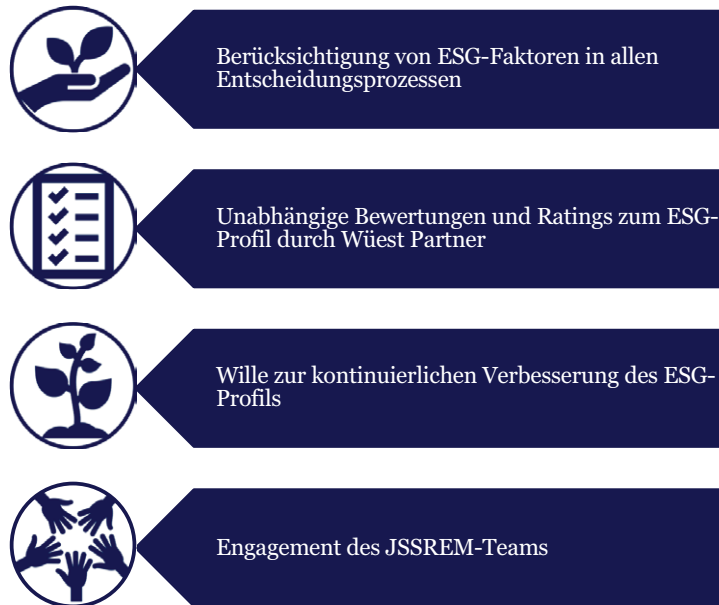 Berücksichtigung von ESG-Faktoren in allen
Entscheidungsprozessen
Unabhängige Bewertungen und Ratings zum ESG-
Profil durch Wüest Partner
Wille zur kontinuierlichen Verbesserung des ESG-
Profils
Engagement des JSSREM-Teams